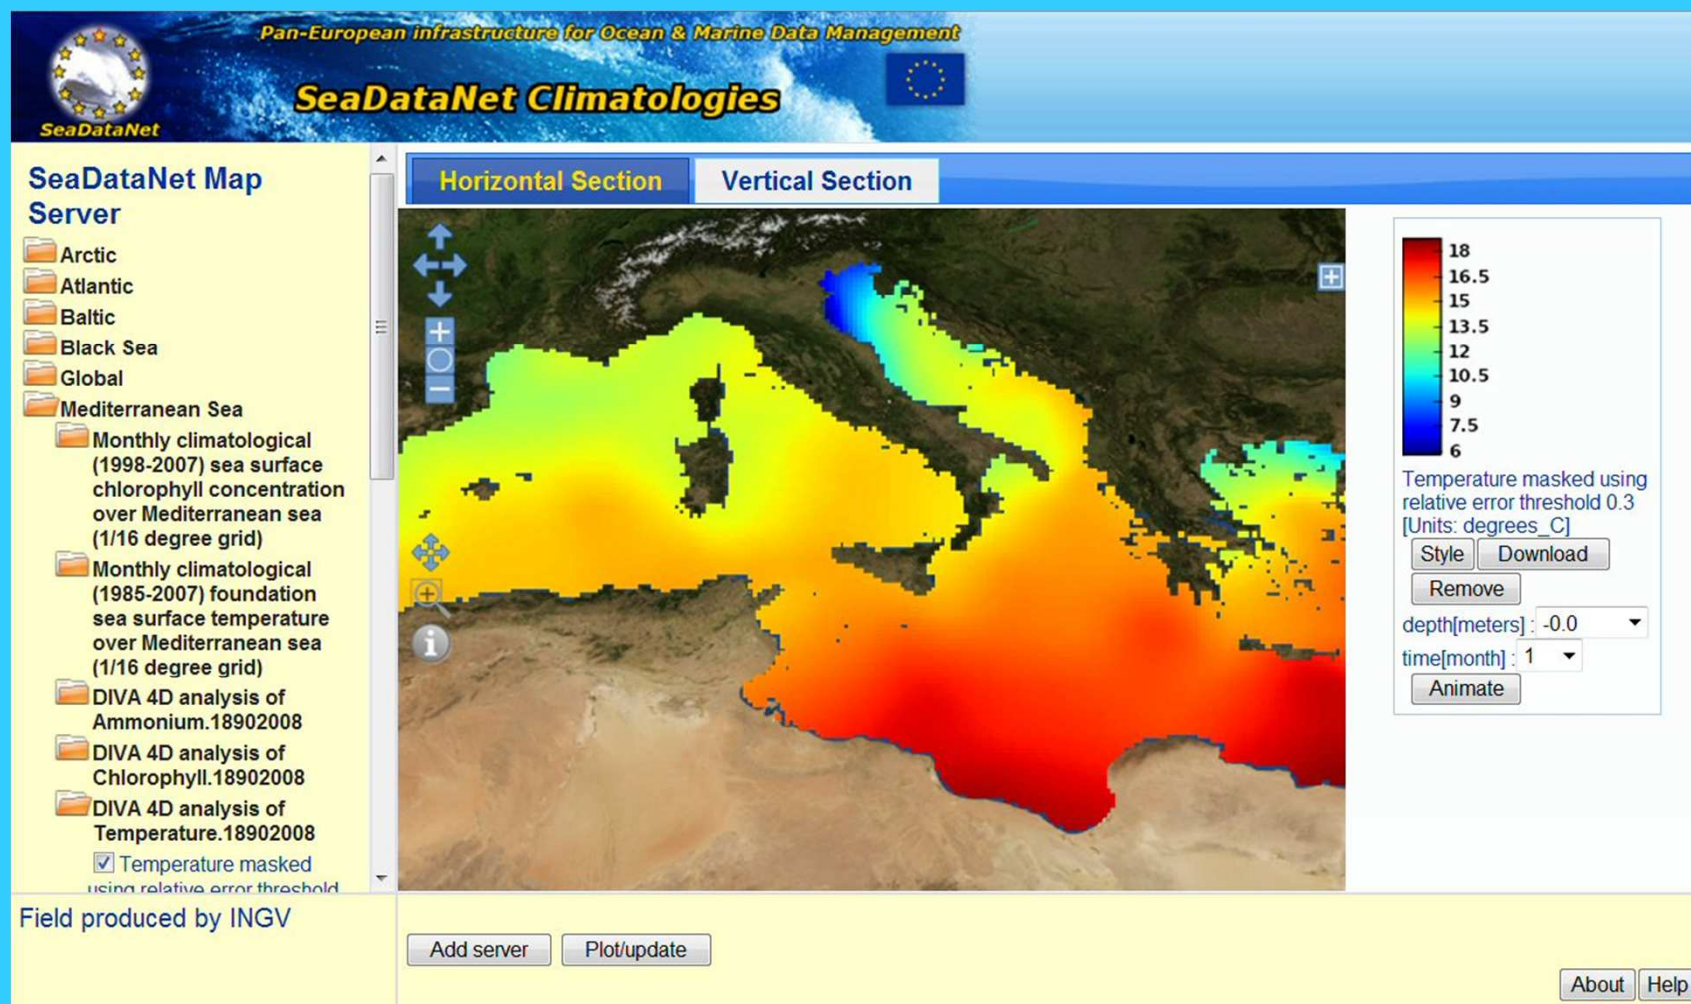 Pan-European infrastructure for Ocean & Marine Data Management
SeaDataNet Climatologies
SeaDataNet
SeaDataNet Map
Server
Arctic
Atlantic
Baltic
Black Sea
Global
Mediterranean Sea
Monthly climatological
(1998-2007) sea surface
chlorophyll concentration
over Mediterranean sea
(1/16 degree grid)
Monthly climatological
(1985-2007) foundation
sea surface temperature
over Mediterranean sea
(1/16 degree grid)
DIVA 4D analysis of
Ammonium.18902008
DIVA 4D analysis of
Chlorophyll.18902008
DIVA 4D analysis of
Temperature.18902008
Temperature masked
using relative error threshold
Field produced by INGV
Horizontal Section
Vertical Section
18
16.5
15
13.5
12
10.5
9
7.5
6
Temperature masked using
relative error threshold 0.3
[Units: degrees_C]
Style Download
Remove
depth[meters] : -0.0
time[month] : 1
Animate
Add server Plot/update
About Help